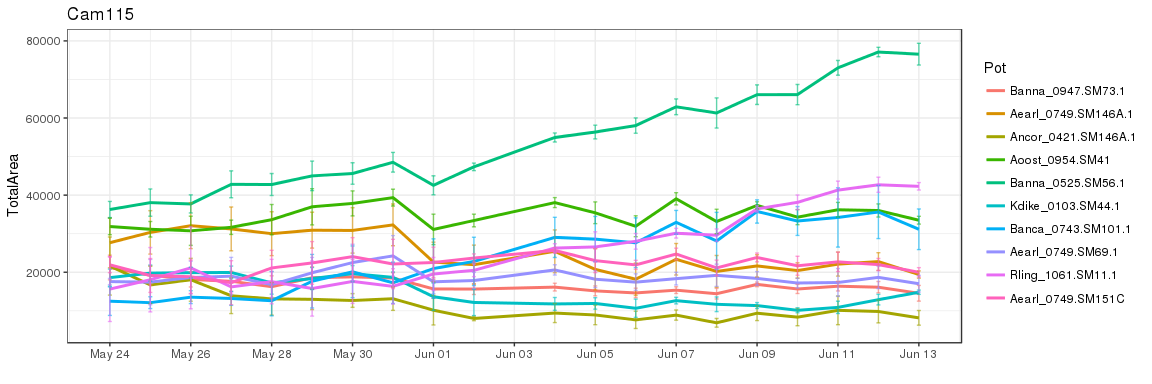 Cam115
TotalArea
80000
60000
40000
20000
May 24 May 26 May 28 May 30 Jun 01 Jun 03 Jun 05 Jun 07 Jun 09 Jun 11 Jun 13
Pot
Banna_0947.SM73.1
Aearl_0749.SM146A.1
Ancor_0421.SM146A.1
Aoost_0954.SM41
Banna_0525.SM56.1
Kdike_0103.SM44.1
Banca_0743.SM101.1
Aearl_0749.SM69.1
Rling_1061.SM11.1
Aearl_0749.SM151C